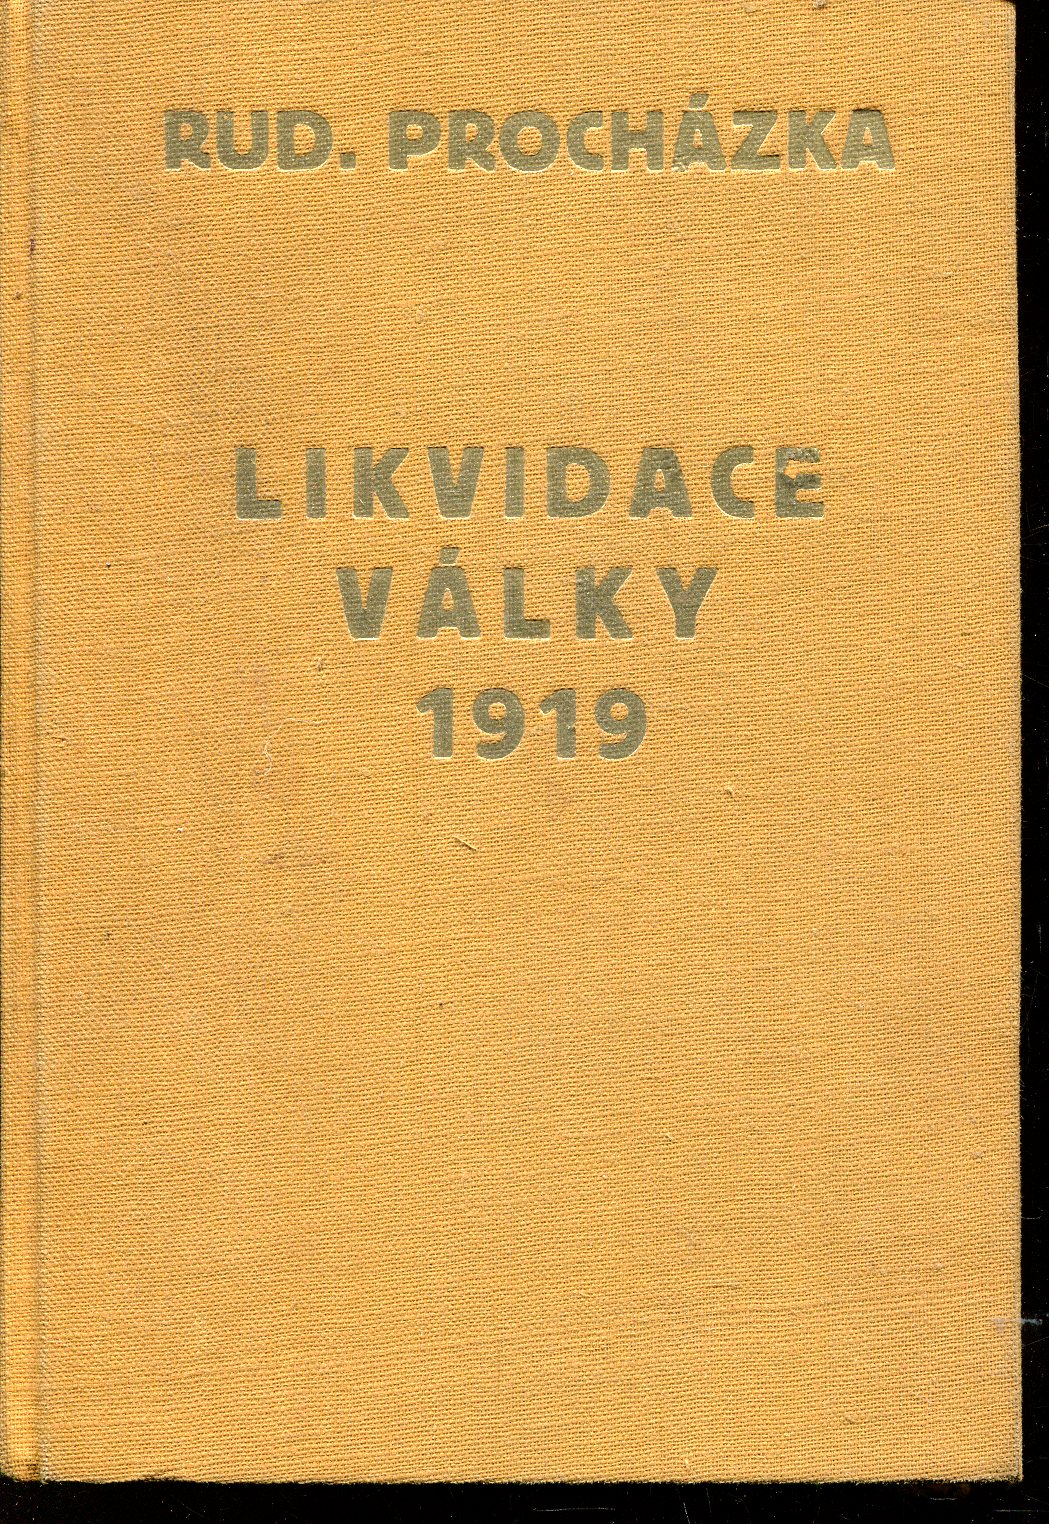 RUD. PROCHÁZKA
LIKVIDACE
VÁLKY
1919